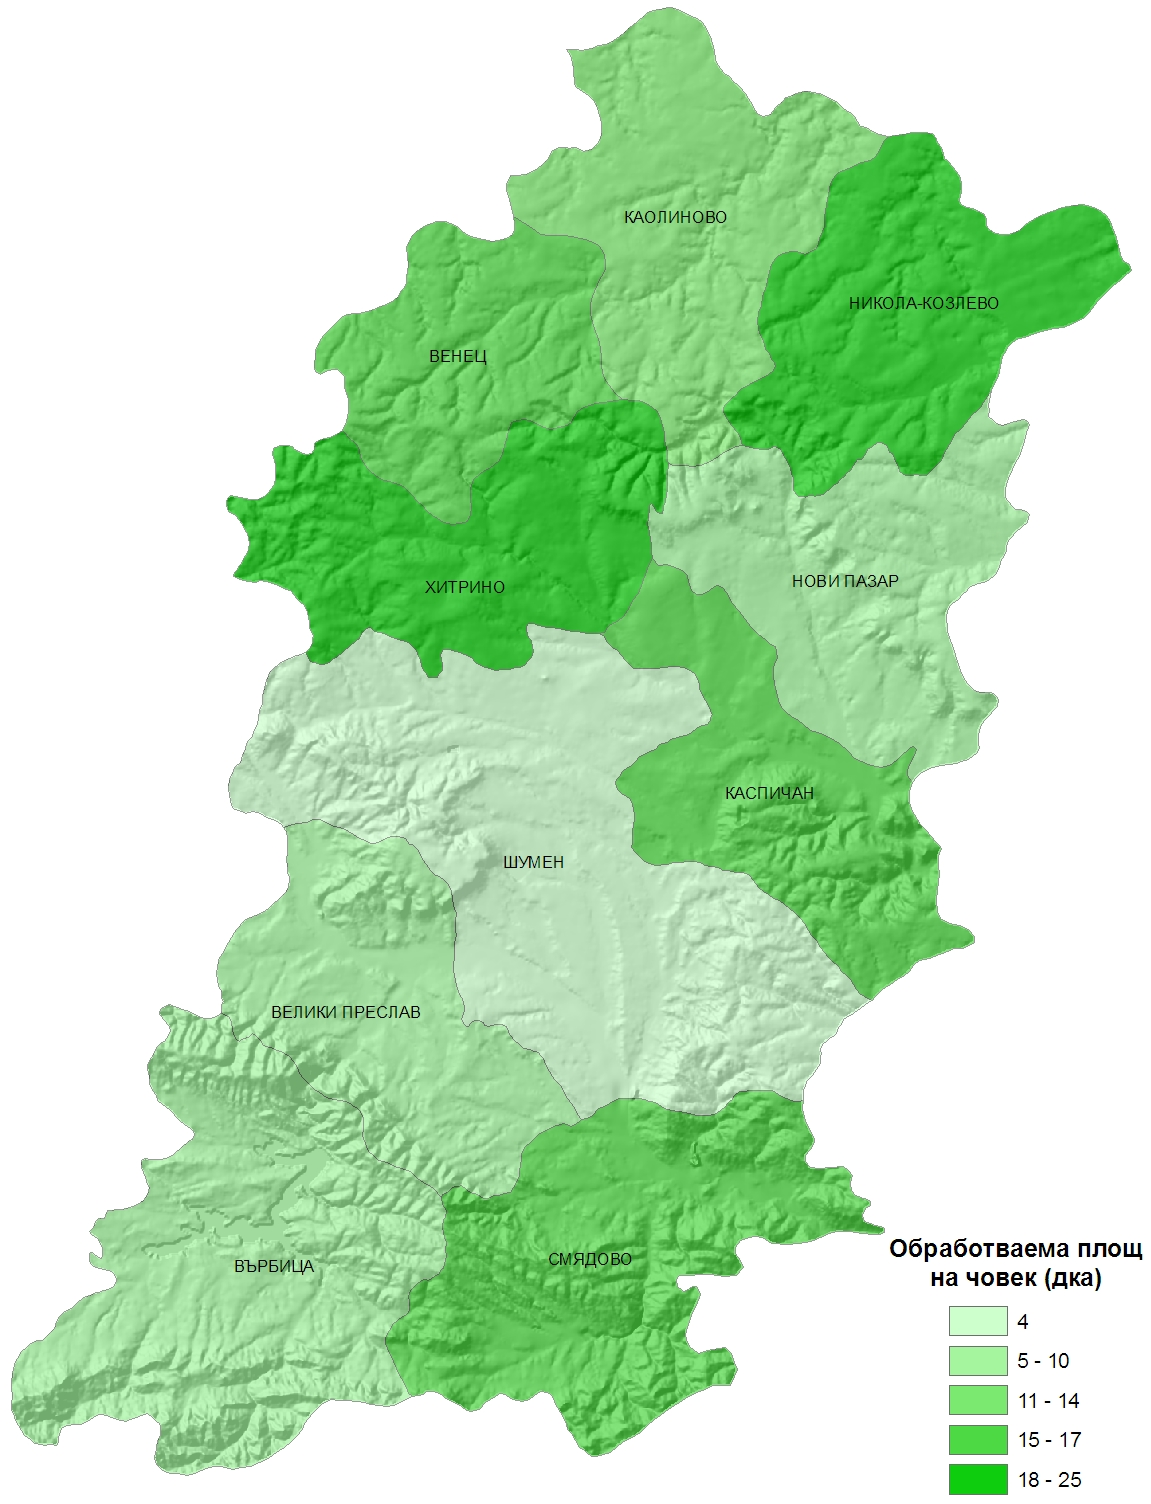 КАОЛИНОВО
НИКОЛА-КОЗЛЕВО
ВЕНЕЦ
НОВИ ПАЗАР
ХИТРИНО
КАСПИЧАН
ШУМЕН
ВЕЛИКИ ПРЕСЛАВ
СМЯДОВО
ВЪРБИЦА
Обработваема площ
на човек (дка)
4
5 - 10
11 - 14
15 - 17
18 - 25